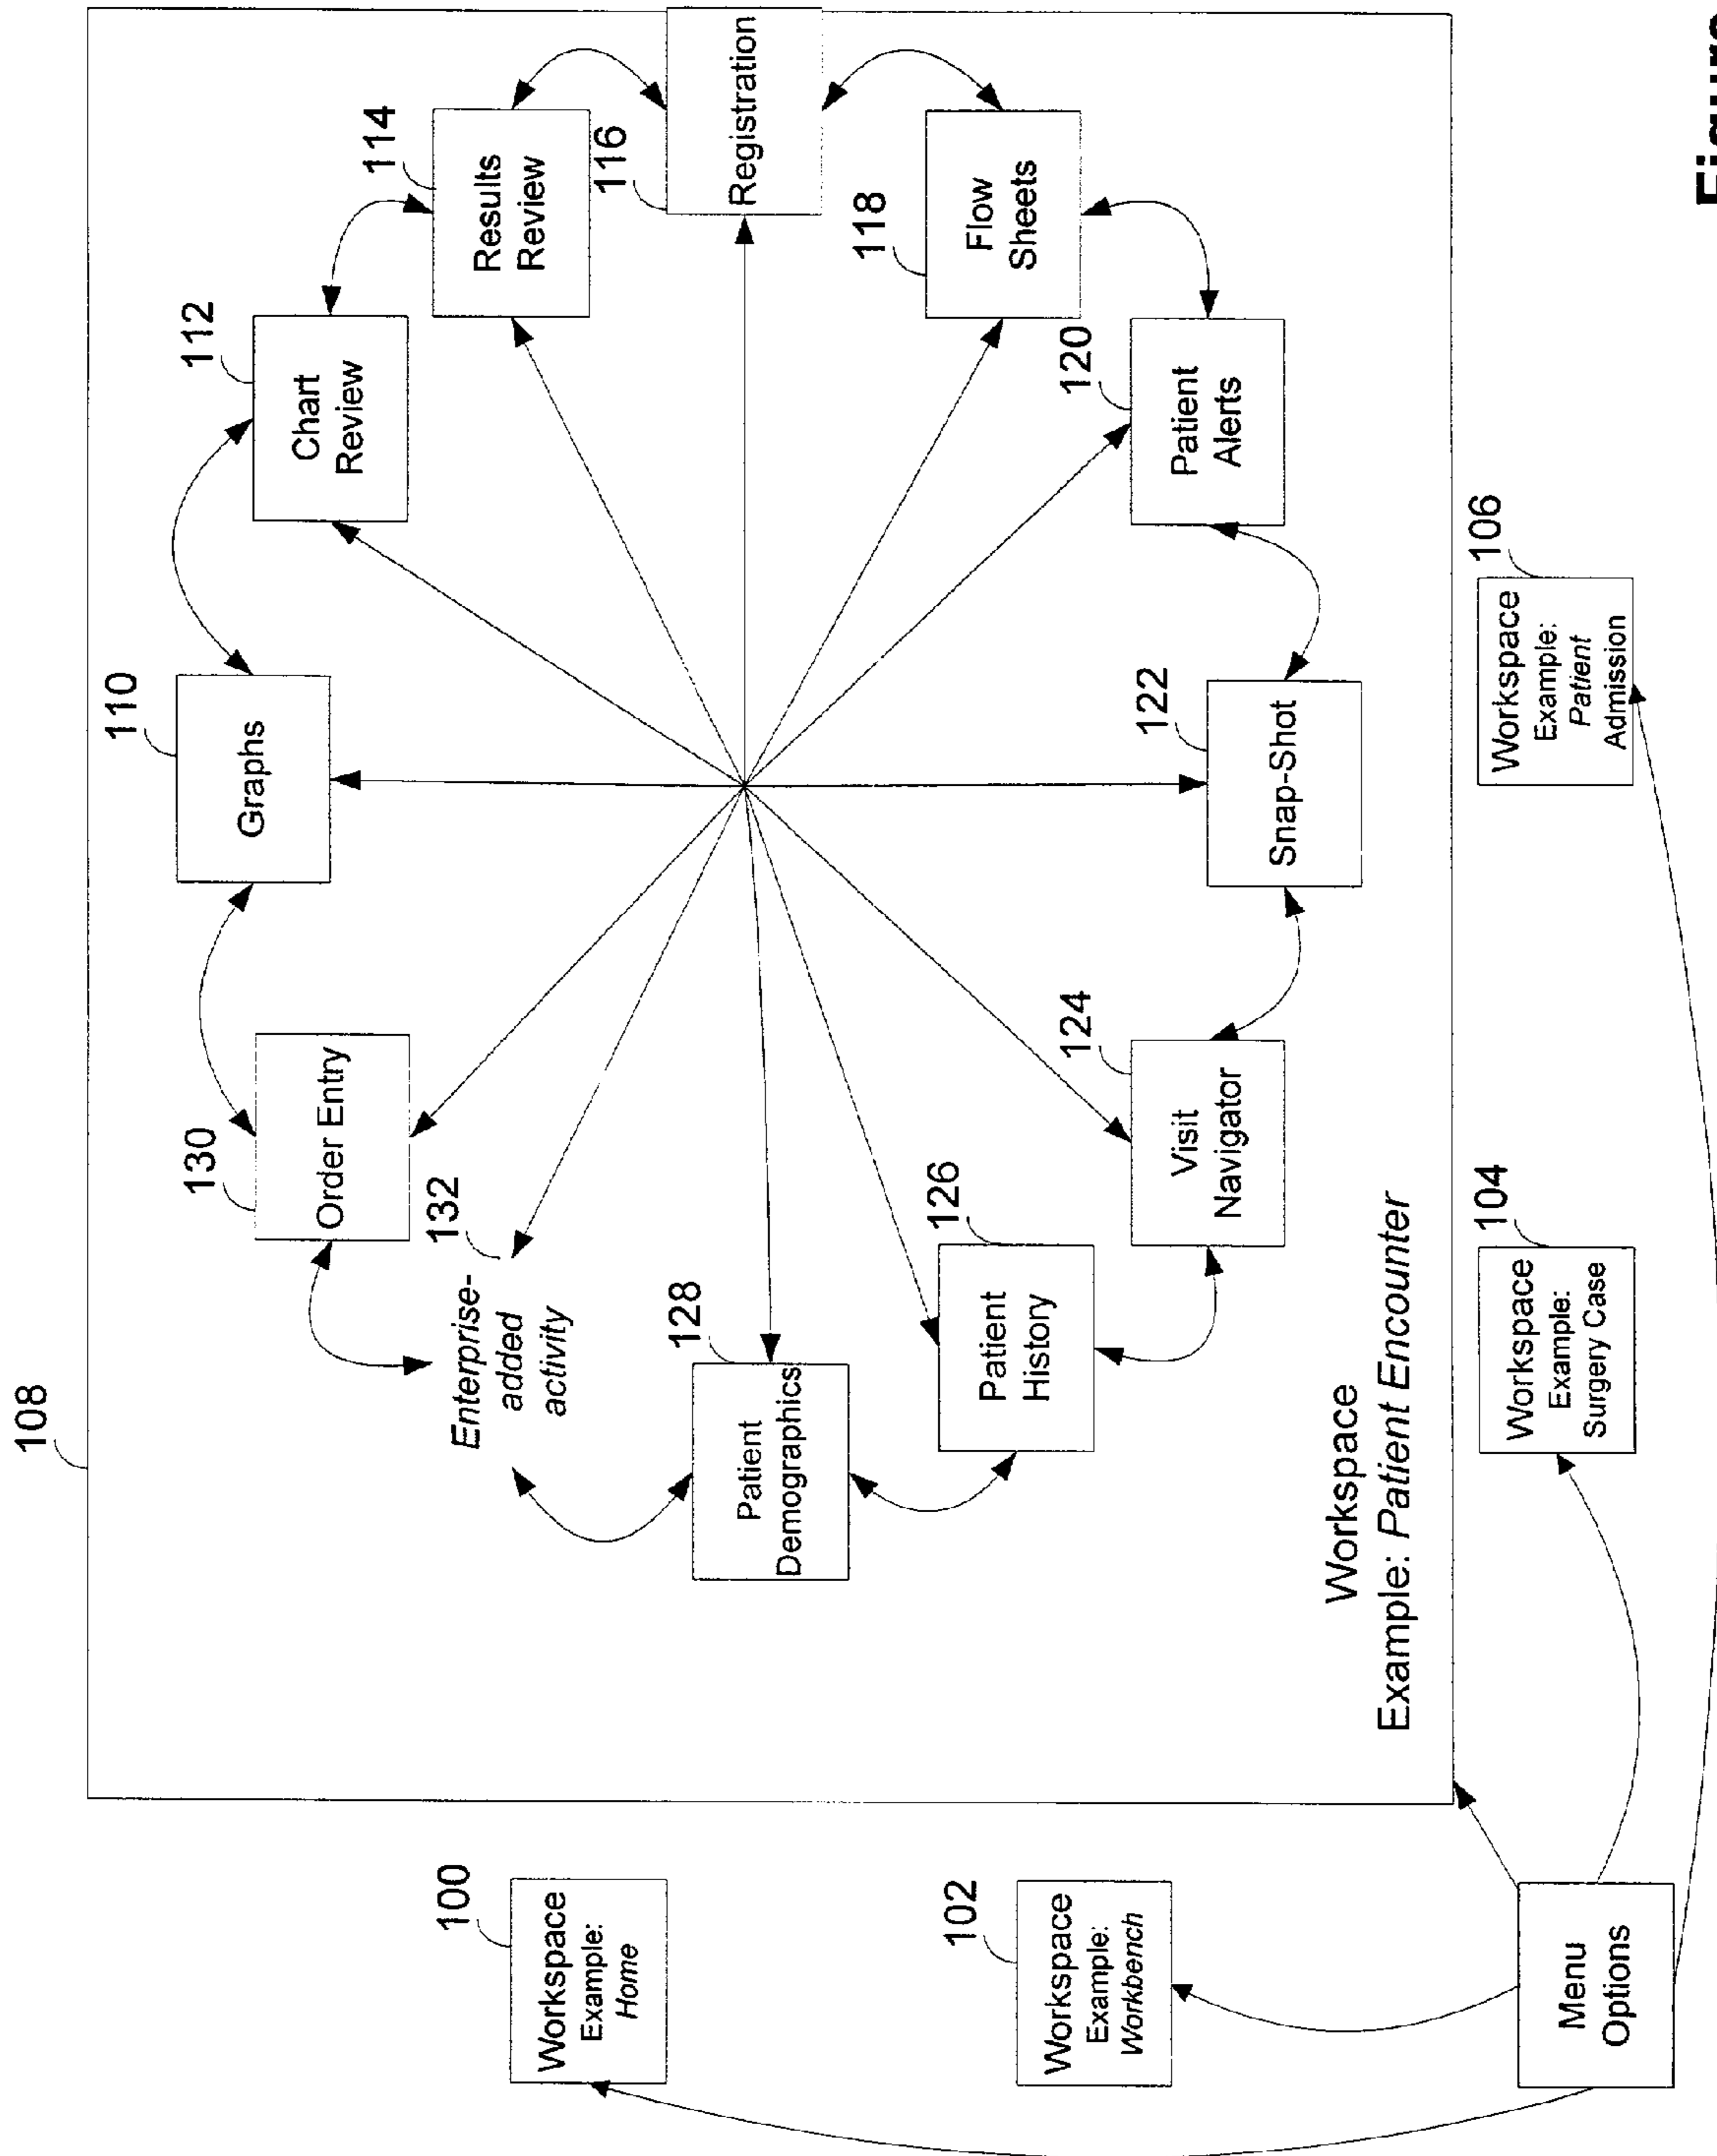 108
110
Graphs
130
Order Entry
112
Chart
Review
114
Results
Review
132
Enterprise-
added
activity
100
Workspace
Example:
Home
116
Registration
128
Patient
Demographics
118
Flow
Sheets
126
Patient
History
102
Workspace
Example:
Workbench
124
Visit
Navigator
120
Patient
Alerts
122
Snap-Shot
Workspace
Example: Patient Encounter
104
Workspace
Example:
Surgery Case
106
Workspace
Example:
Patient
Admission
Menu
Options
Figure